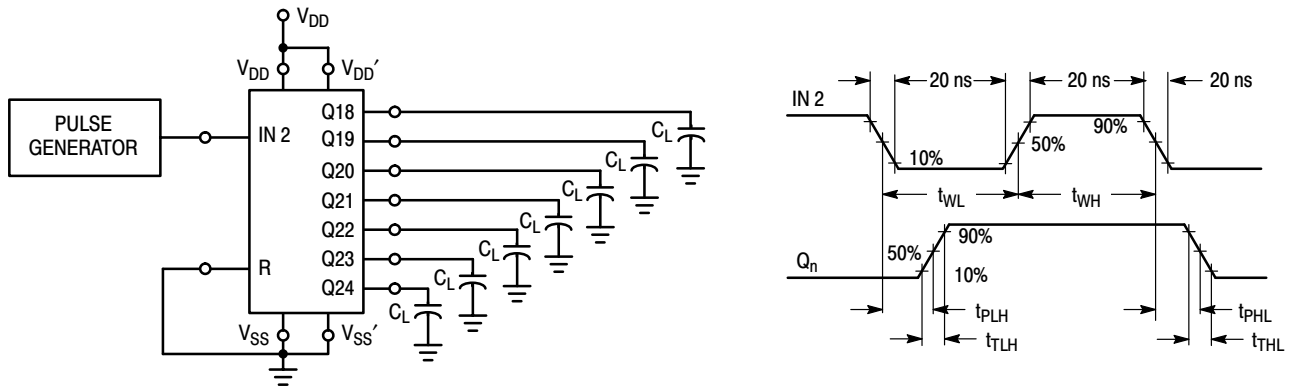 VDD
VDD VDD′
PULSE
GENERATOR
IN 2
R
Q18
Q19
Q20
Q21
Q22
Q23
Q24
CL
CL
CL
CL
CL
CL
CL
VSS VSS′
20 ns 20 ns 20 ns
IN 2
90%
50%
10%
tWL tWH
Qn
90%
50%
10%
tPLH tPHL
tTLH tTHL